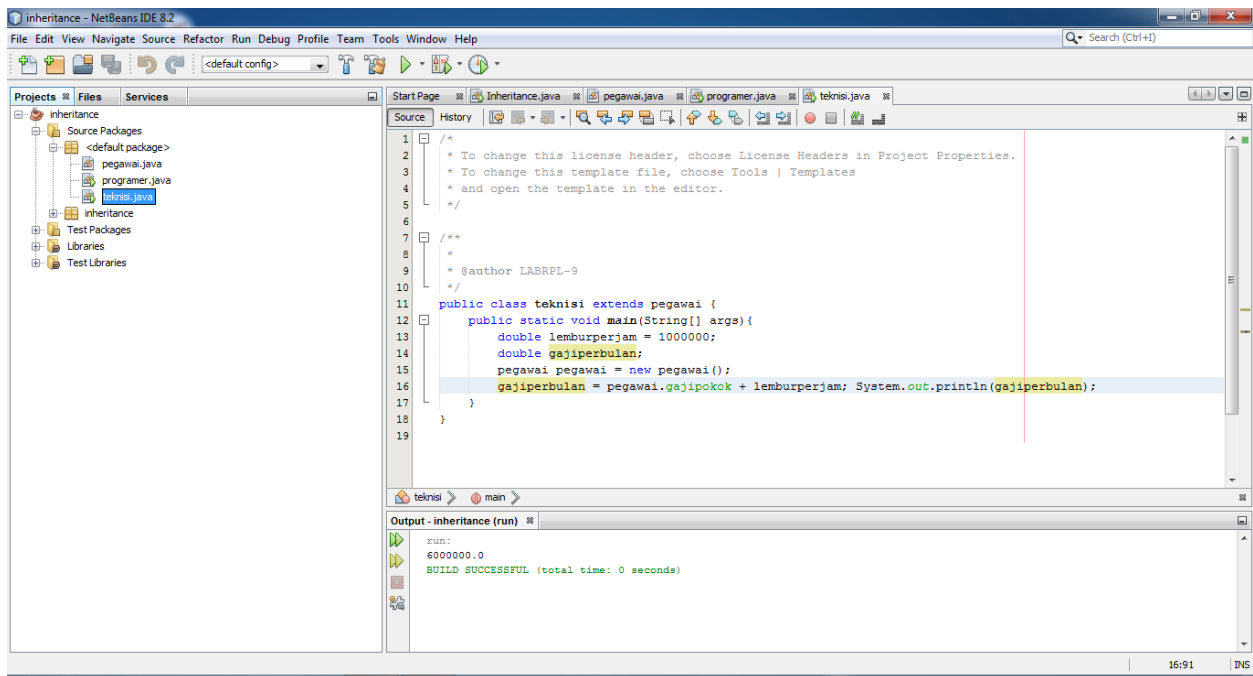 inheritance - NetBeans IDE 8.2
File Edit View Navigate Source Refactor Run Debug Profile Team Tools Window Help
Search (Ctrl+I)
<default config>
Projects Files Services
inheritance
Source Packages
<default package>
pegawai.java
programer.java
teknisi.java
inheritance
Test Packages
Libraries
Test Libraries
Start Page Inheritance.java pegawai.java programer.java teknisi.java
Source History
1 /*
2 * To change this license header, choose License Headers in Project Properties.
3 * To change this template file, choose Tools | Templates
4 * and open the template in the editor.
5 */
6
7 /**
8 *
9 * @author LABRPL-9
10 */
11 public class teknisi extends pegawai {
12 public static void main(String[] args){
13 double lemburperjam = 1000000;
14 double gajiperbulan;
15 pegawai pegawai = new pegawai();
16 gajiperbulan = pegawai.gajipokok + lemburperjam; System.out.println(gajiperbulan);
17 }
18 }
19
teknisi main
Output - inheritance (run)
run:
6000000.0
BUILD SUCCESSFUL (total time: 0 seconds)
16:91 INS